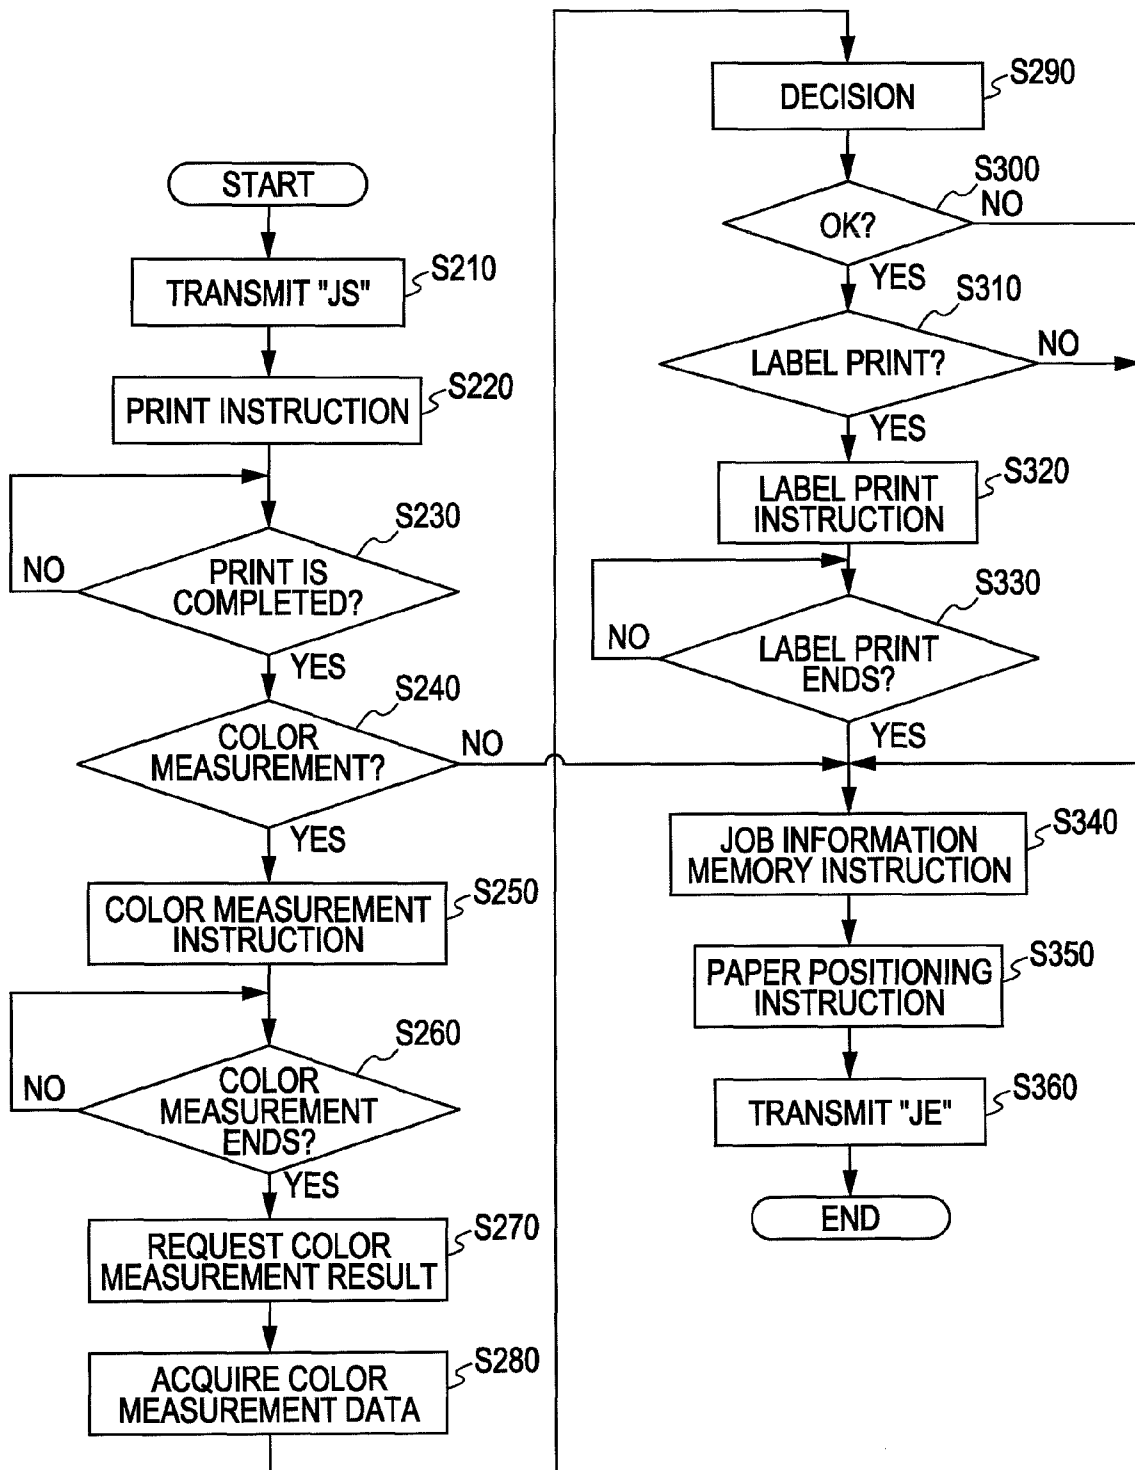 START
TRANSMIT "JS"
S210
PRINT INSTRUCTION
S220
PRINT IS
COMPLETED?
S230
NO
YES
COLOR
MEASUREMENT?
S240
NO
YES
COLOR MEASUREMENT
INSTRUCTION
S250
COLOR
MEASUREMENT
ENDS?
S260
NO
YES
REQUEST COLOR
MEASUREMENT RESULT
S270
ACQUIRE COLOR
MEASUREMENT DATA
S280
DECISION
S290
OK?
S300
NO
YES
LABEL PRINT?
S310
NO
YES
LABEL PRINT
INSTRUCTION
S320
LABEL PRINT
ENDS?
S330
NO
YES
JOB INFORMATION
MEMORY INSTRUCTION
S340
PAPER POSITIONING
INSTRUCTION
S350
TRANSMIT "JE"
S360
END